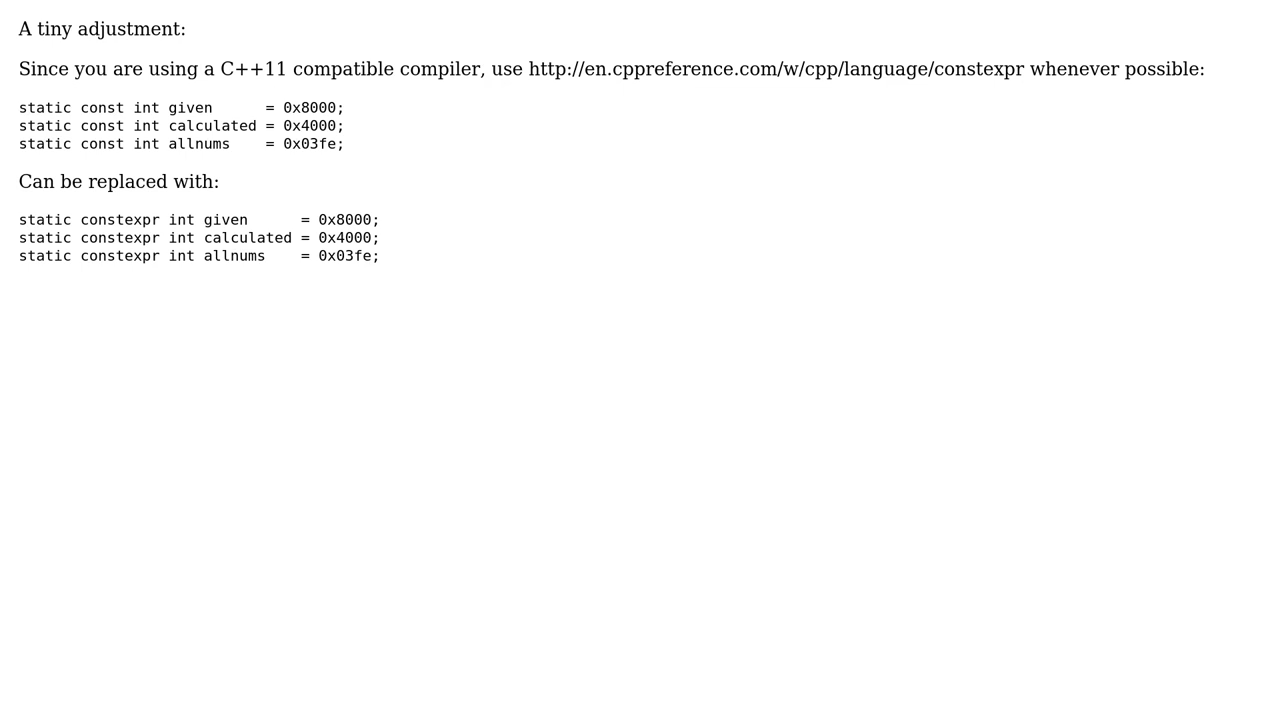 A tiny adjustment:
Since you are using a C++11 compatible compiler, use http://en.cppreference.com/w/cpp/language/constexpr whenever possible:
static const int given      = 0x8000;
static const int calculated = 0x4000;
static const int allnums    = 0x03fe;
Can be replaced with:
static constexpr int given      = 0x8000;
static constexpr int calculated = 0x4000;
static constexpr int allnums    = 0x03fe;